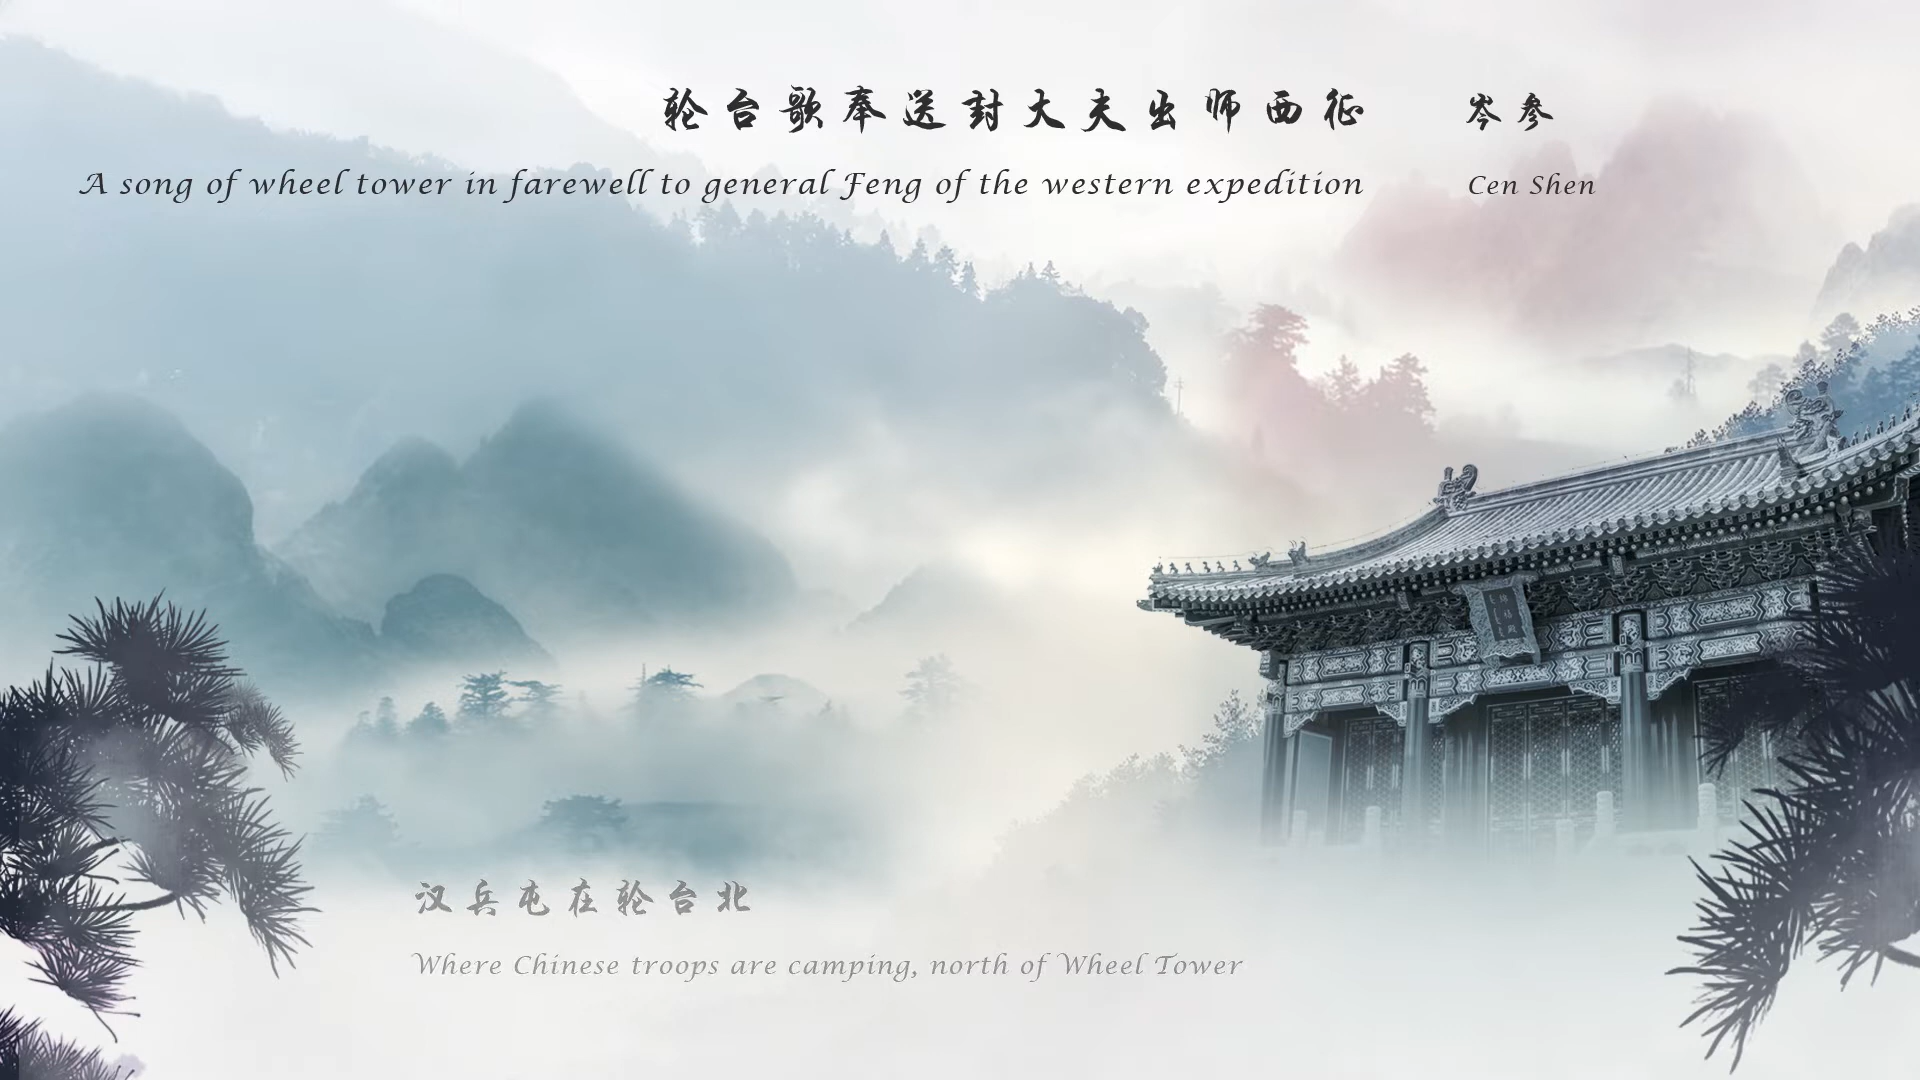 轮台歌奉送封大夫出师西征 岑参
A song of wheel tower in farewell to general Feng of the western expedition Cen Shen
汉兵屯在轮台北
Where Chinese troops are camping, north of Wheel Tower